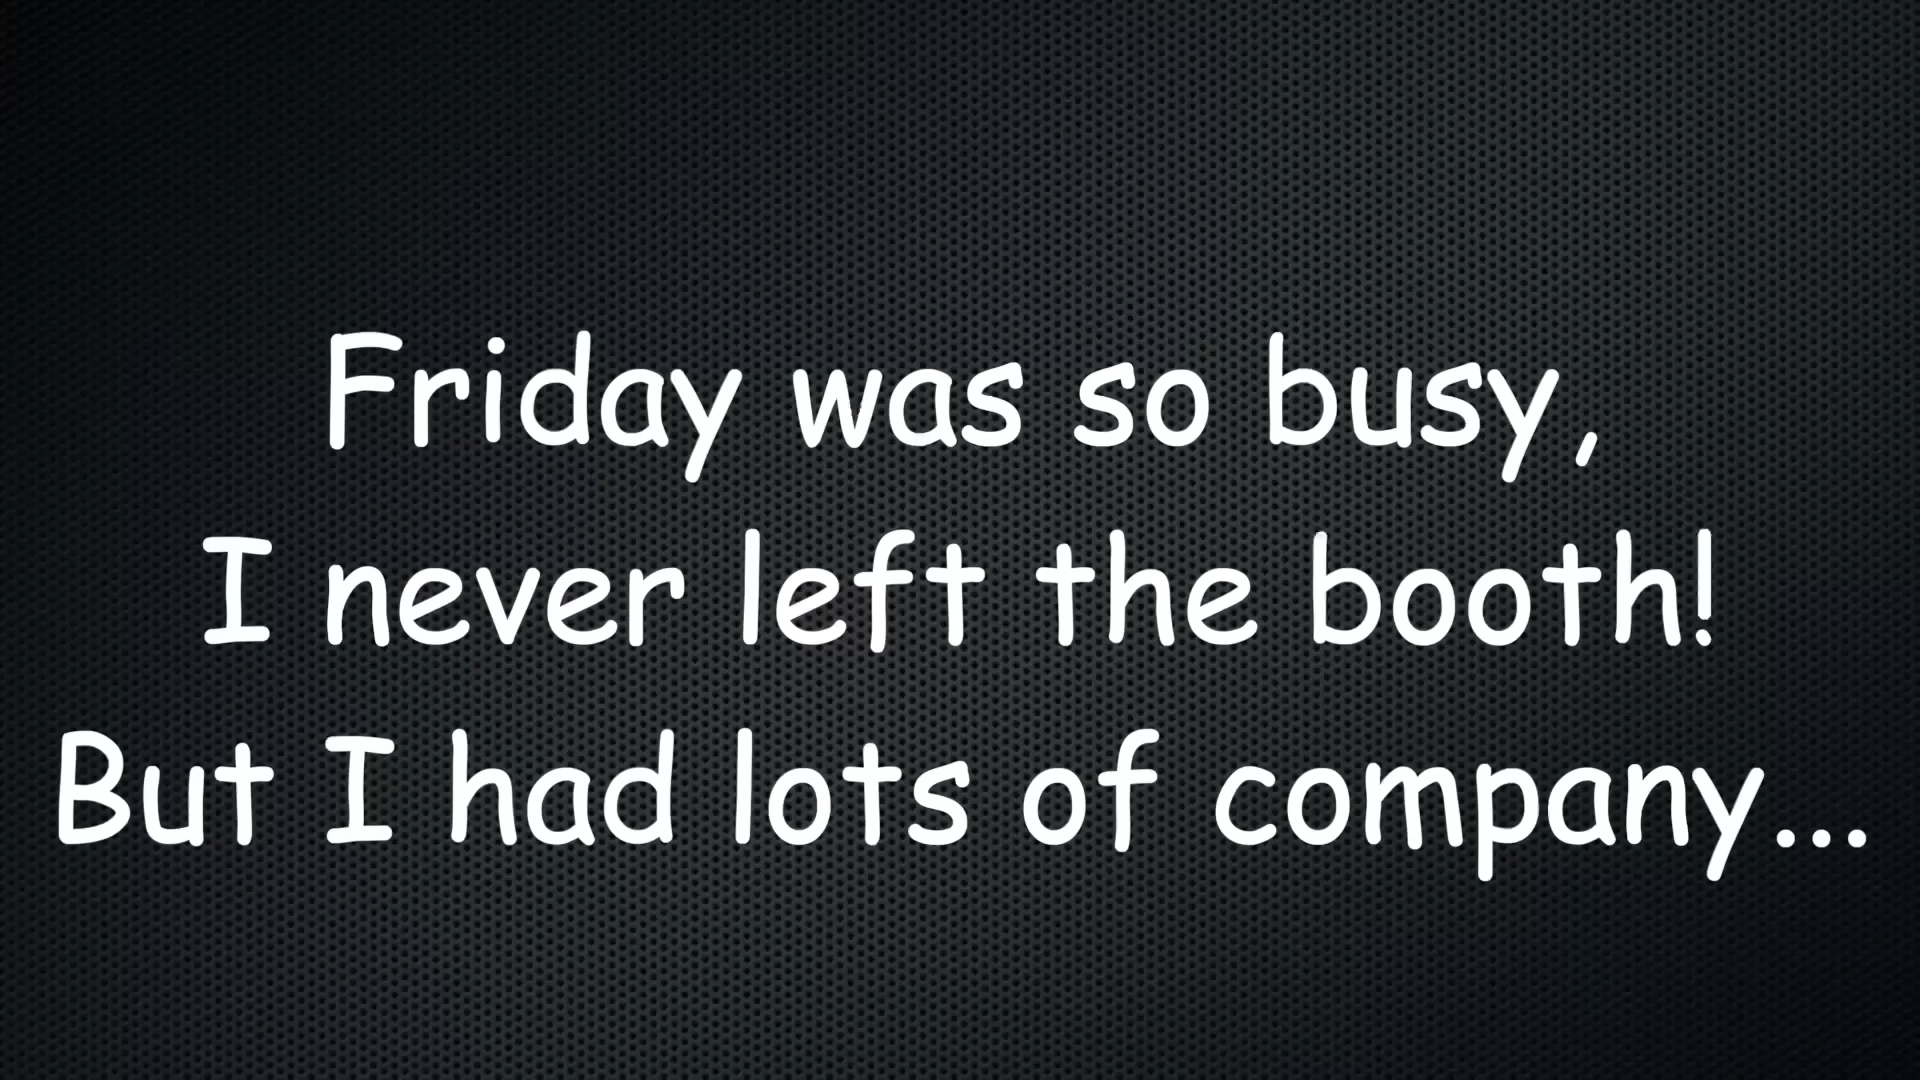 Friday was so busy,
I never left the booth!
But I had lots of company...